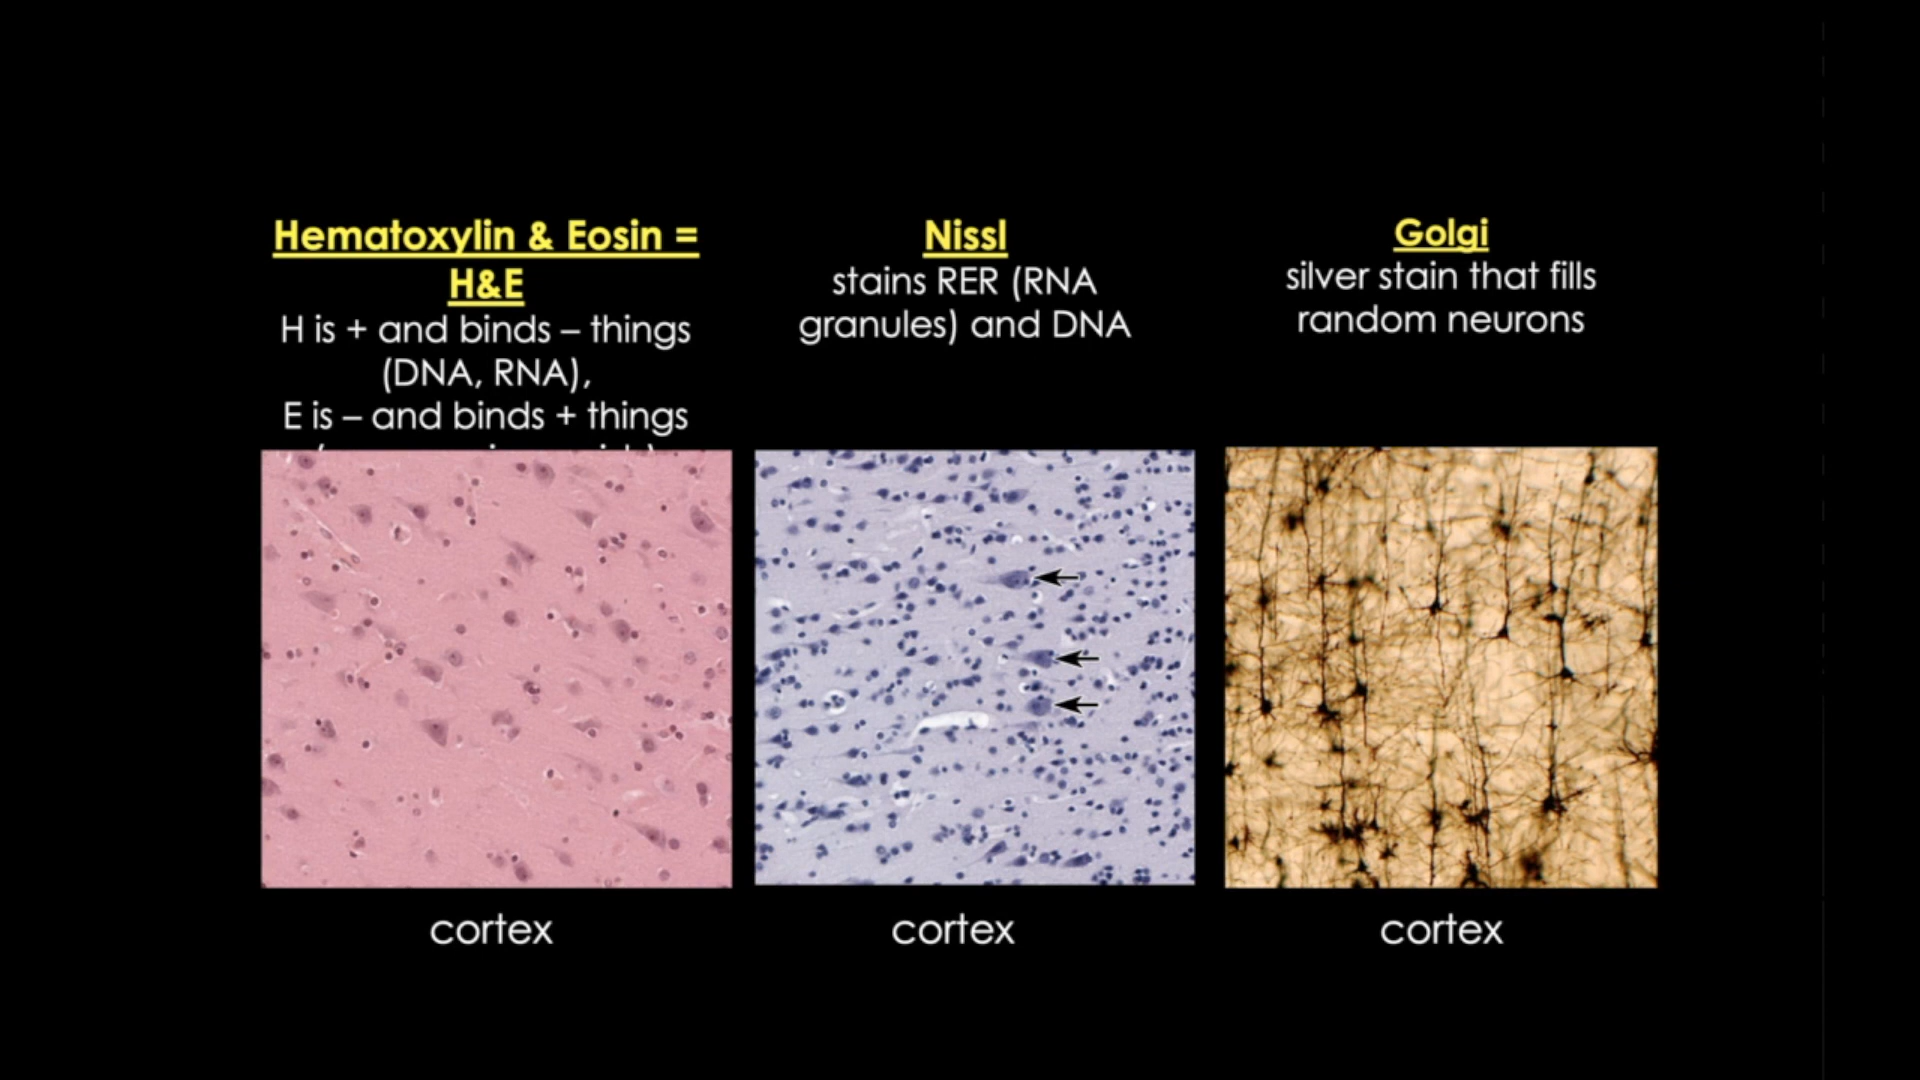 Hematoxylin & Eosin =
H&E
H is + and binds – things
(DNA, RNA),
E is – and binds + things
Nissl
stains RER (RNA
granules) and DNA
Golgi
silver stain that fills
random neurons
cortex
cortex
cortex